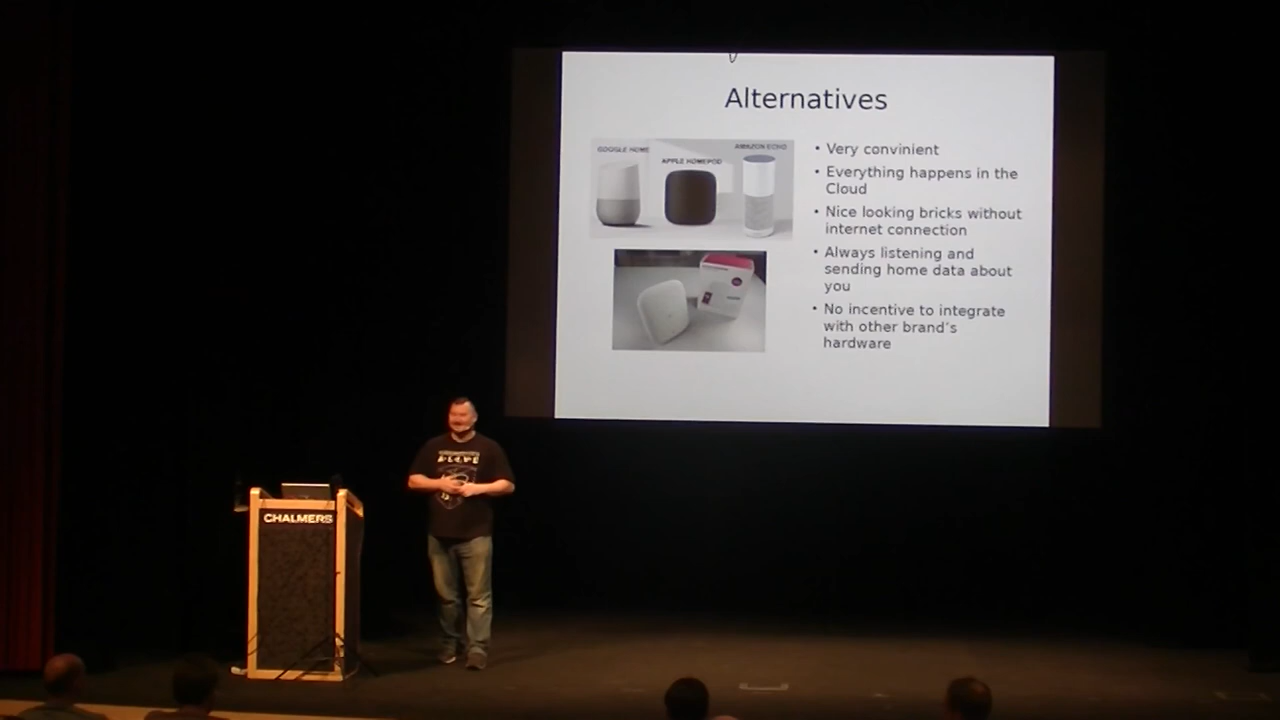 Alternatives
GOOGLE HOME
APPLE HOMEPOD
AMAZON ECHO
• Very convinient
• Everything happens in the
Cloud
• Nice looking bricks without
internet connection
• Always listening and
sending home data about
you
• No incentive to integrate
with other brand's
hardware
CHALMERS